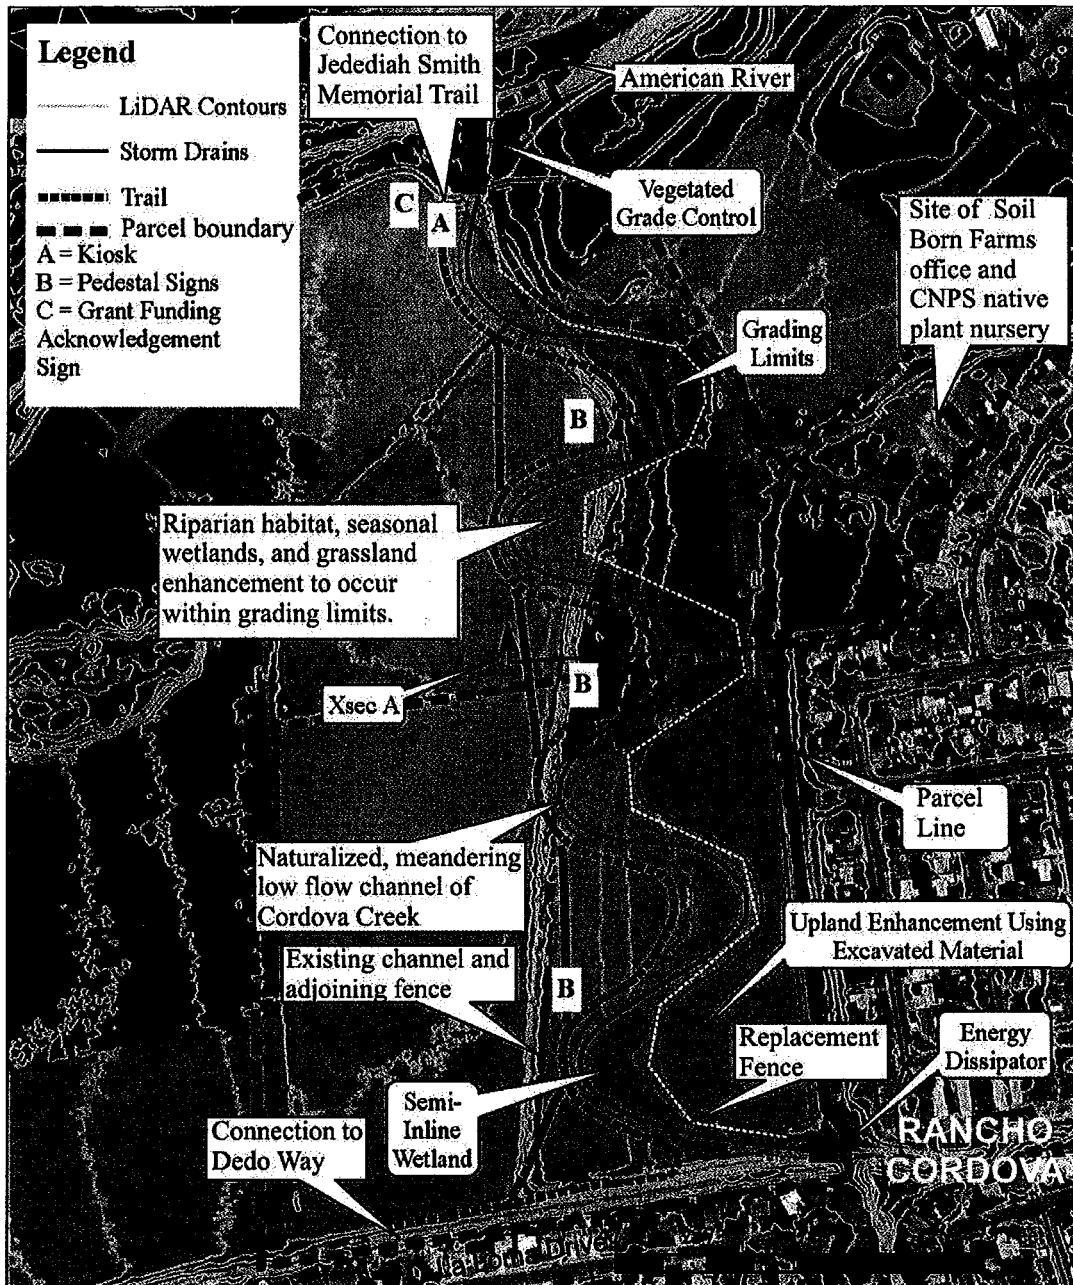 Legend
LiDAR Contours
Storm Drains
Trail
Parcel boundary
A = Kiosk
B = Pedestal Signs
C = Grant Funding
Acknowledgement
Sign
Connection to
Jedediah Smith
Memorial Trail
American River
C
A
Vegetated
Grade Control
Site of Soil
Born Farms
office and
CNPS native
plant nursery
Grading
Limits
B
Riparian habitat, seasonal
wetlands, and grassland
enhancement to occur
within grading limits.
B
Xsec A
Parcel
Line
Naturalized, meandering
low flow channel of
Cordova Creek
Upland Enhancement Using
Excavated Material
Existing channel and
adjoining fence
B
Replacement
Fence
Energy
Dissipator
Semi-
Inline
Wetland
Connection to
Dedo Way
RANCHO
CORDOVA
Drive